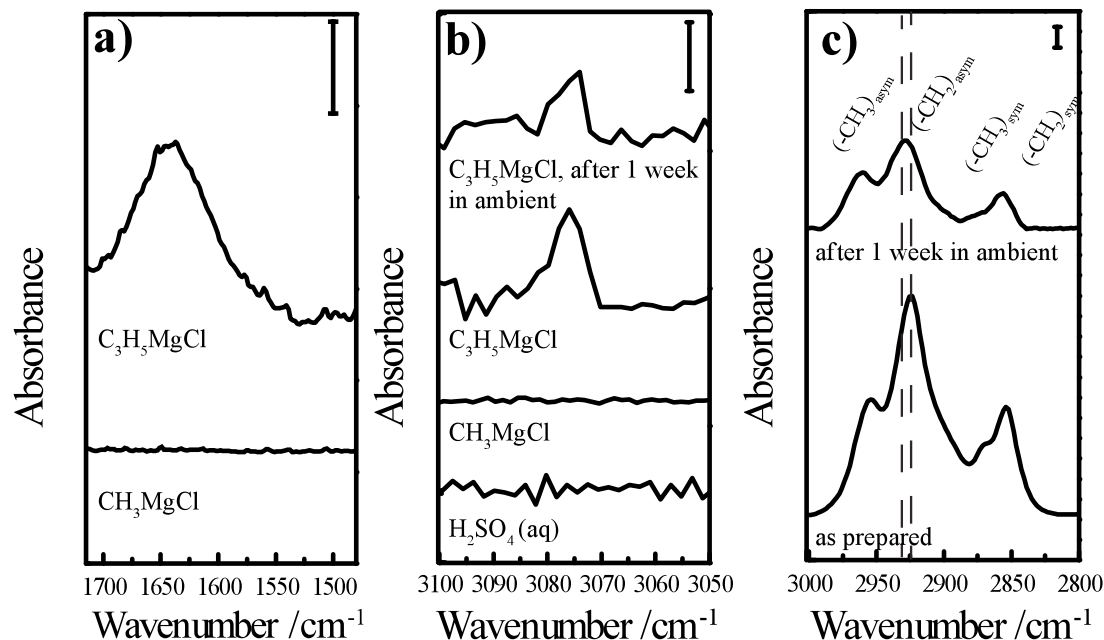 a)
Absorbance
C₃H₅MgCl
CH₃MgCl
1700 1650 1600 1550 1500
Wavenumber /cm⁻¹
b)
Absorbance
C₃H₅MgCl, after 1 week
in ambient
C₃H₅MgCl
CH₃MgCl
H₂SO₄ (aq)
3100 3090 3080 3070 3060 3050
Wavenumber /cm⁻¹
c)
Absorbance
(-CH₃)asym
(-CH₂)asym
(-CH₃)sym
(-CH₂)sym
after 1 week in ambient
as prepared
3000 2950 2900 2850 2800
Wavenumber /cm⁻¹